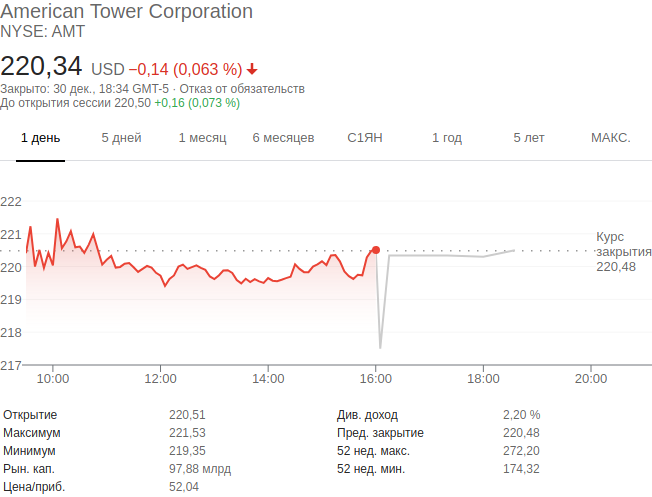 American Tower Corporation
NYSE: AMT
220,34 USD −0,14 (0,063 %)
Закрыто: 30 дек., 18:34 GMT-5 · Отказ от обязательств
До открытия сессии 220,50 +0,16 (0,073 %)
1 день 5 дней 1 месяц 6 месяцев С1ЯН 1 год 5 лет МАКС.
222
221
220
219
218
217
Курс
закрытия
220,48
10:00 12:00 14:00 16:00 18:00 20:00
Открытие 220,51 Див. доход 2,20 %
Максимум 221,53 Пред. закрытие 220,48
Минимум 219,35 52 нед. макс. 272,20
Рын. кап. 97,88 млрд 52 нед. мин. 174,32
Цена/приб. 52,04